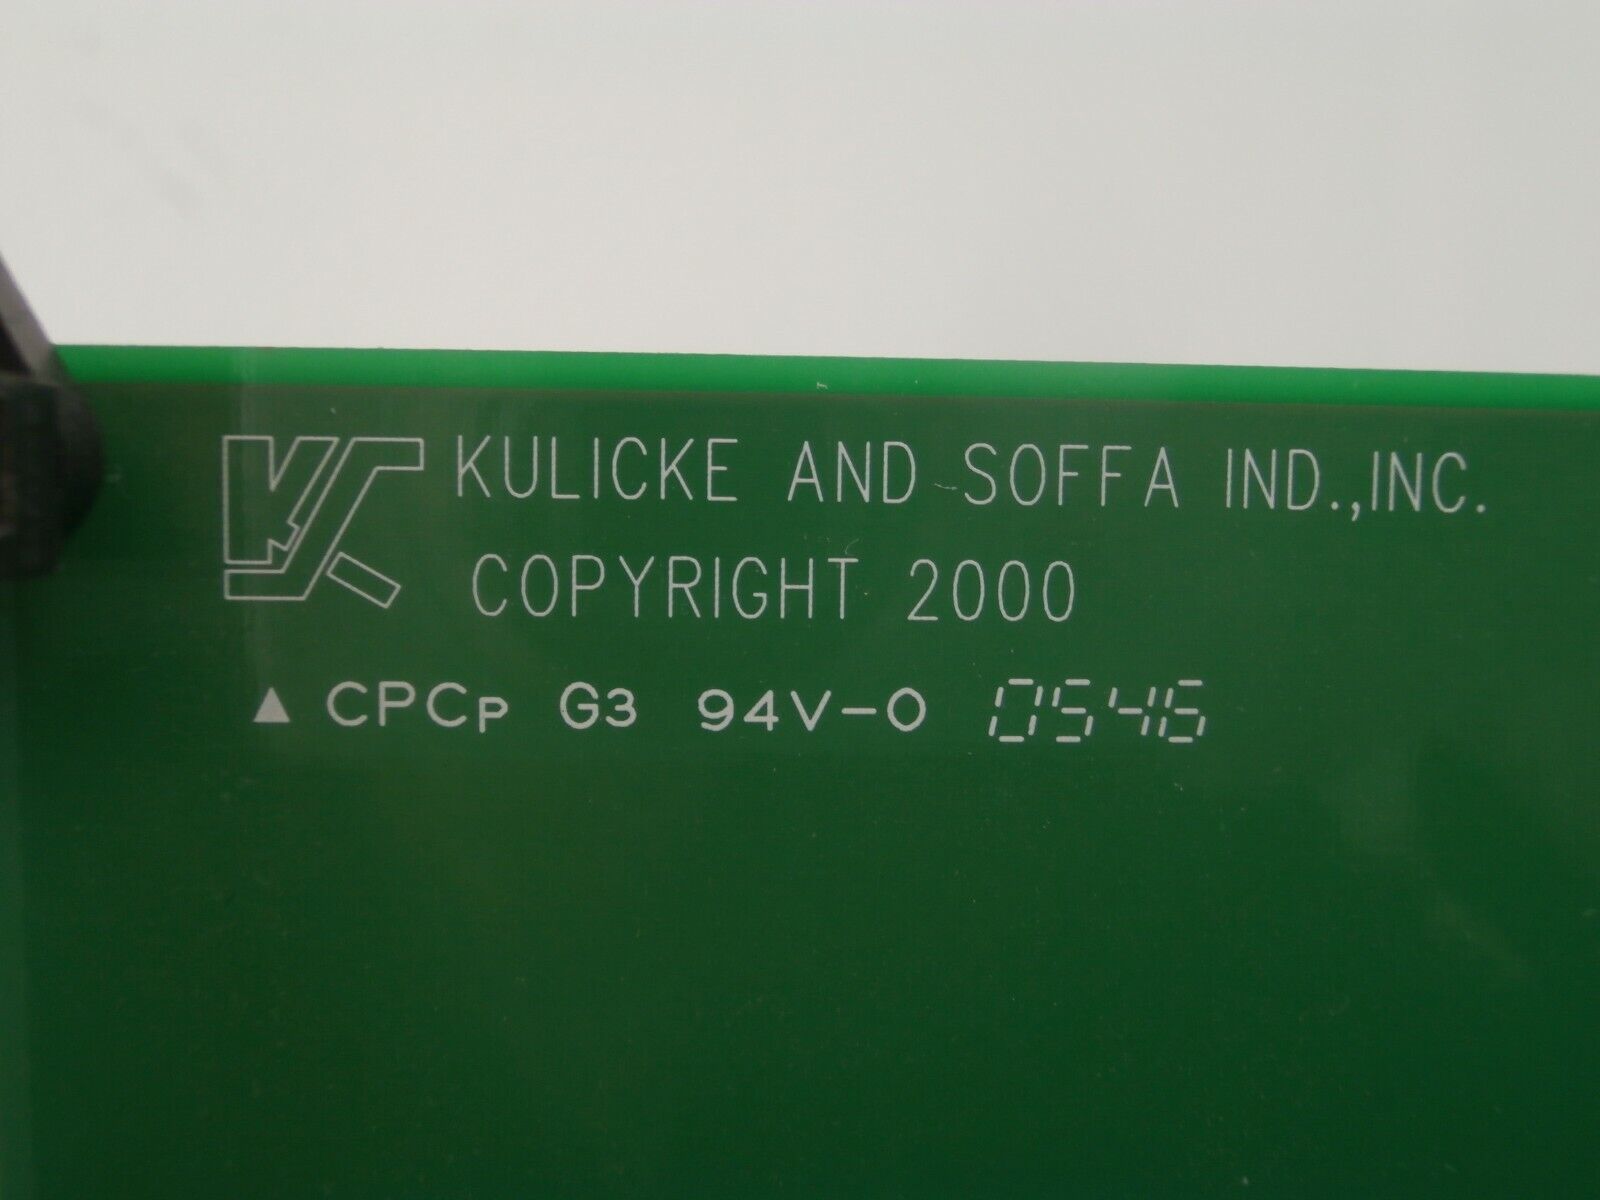 KULICKE AND SOFFA IND.,INC.
COPYRIGHT 2000
▲ CPCp G3 94V-0 0546